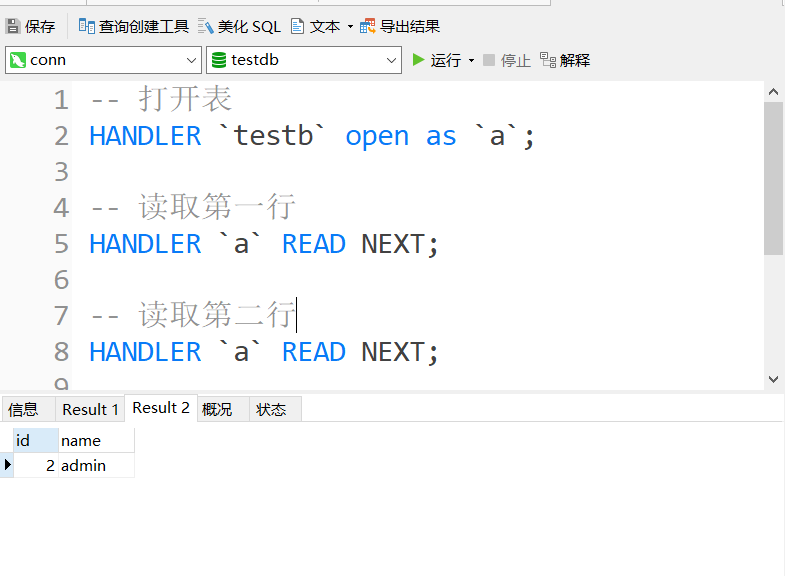 保存 查询创建工具 美化 SQL 文本 导出结果
conn testdb 运行 停止 解释
1 -- 打开表
2 HANDLER `testb` open as `a`;
3
4 -- 读取第一行
5 HANDLER `a` READ NEXT;
6
7 -- 读取第二行
8 HANDLER `a` READ NEXT;
9
信息 Result 1 Result 2 概况 状态
id name
2 admin